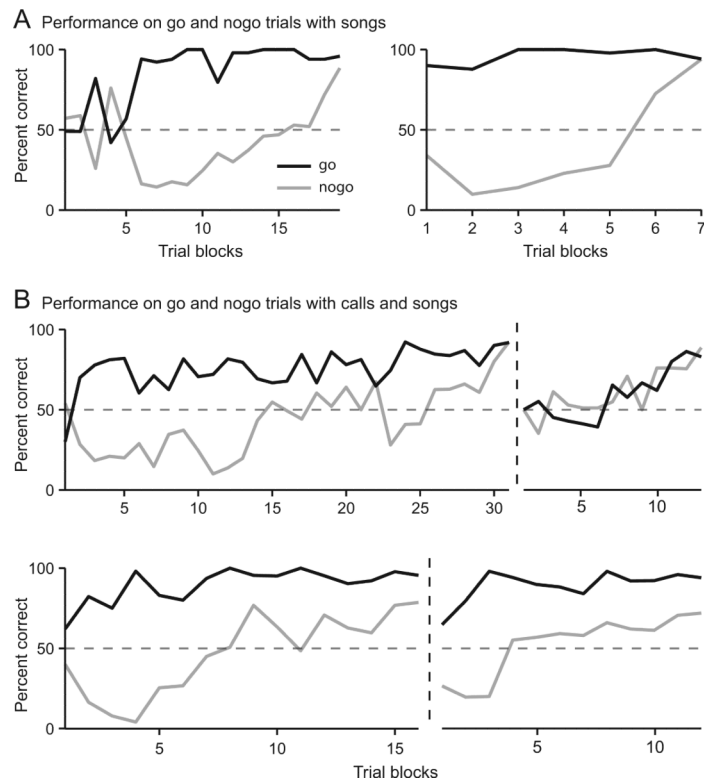 A Performance on go and nogo trials with songs
100
50
0
Percent correct
go
nogo
5 10 15
Trial blocks
100
50
0
Percent correct
1 2 3 4 5 6 7
Trial blocks
B Performance on go and nogo trials with calls and songs
100
50
0
Percent correct
5 10 15 20 25 30
5 10
100
50
0
Percent correct
5 10 15
5 10
Trial blocks